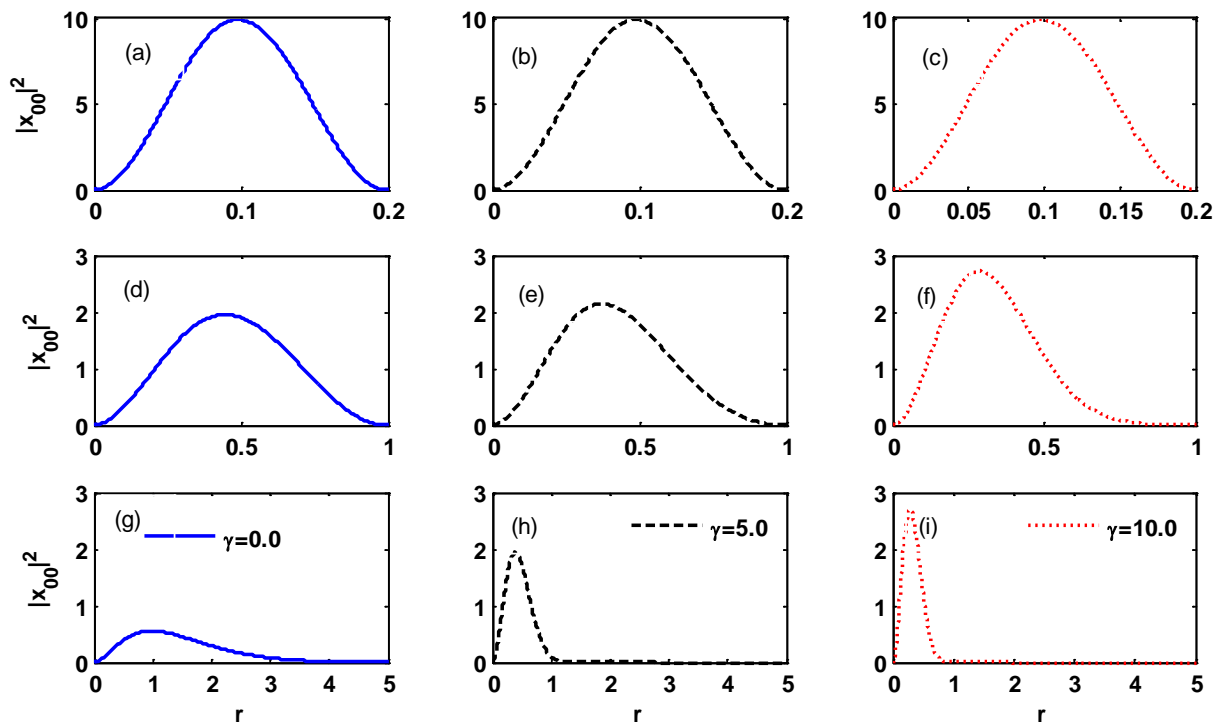 10 5 0
|x00|²
(a)
0 0.1 0.2
10 5 0
(b)
0 0.1 0.2
10 5 0
(c)
0 0.05 0.1 0.15 0.2
3 2 1 0
|x00|²
(d)
0 0.5 1
3 2 1 0
(e)
0 0.5 1
3 2 1 0
(f)
0 0.5 1
3 2 1 0
|x00|²
(g)
γ=0.0
0 1 2 3 4 5
r
3 2 1 0
(h)
γ=5.0
0 1 2 3 4 5
r
3 2 1 0
(i)
γ=10.0
0 1 2 3 4 5
r